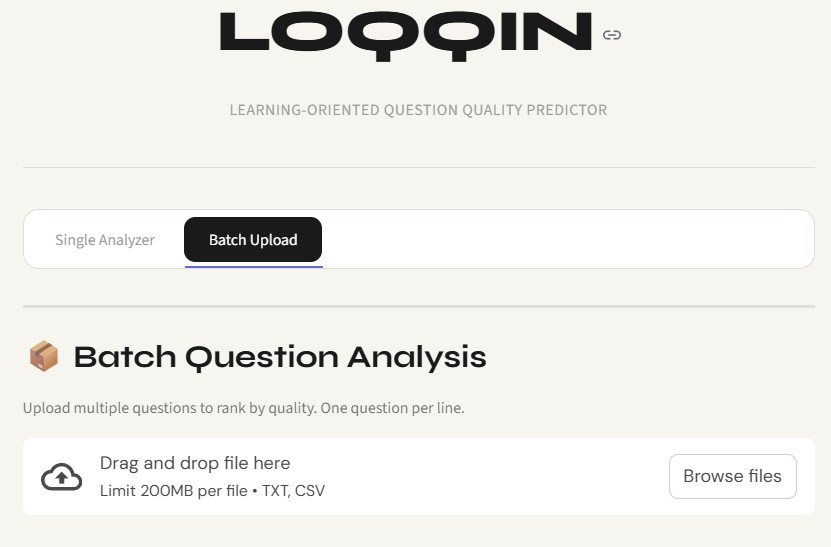 LOQQIN
LEARNING-ORIENTED QUESTION QUALITY PREDICTOR
Single Analyzer
Batch Upload
Batch Question Analysis
Upload multiple questions to rank by quality. One question per line.
Drag and drop file here
Limit 200MB per file • TXT, CSV
Browse files